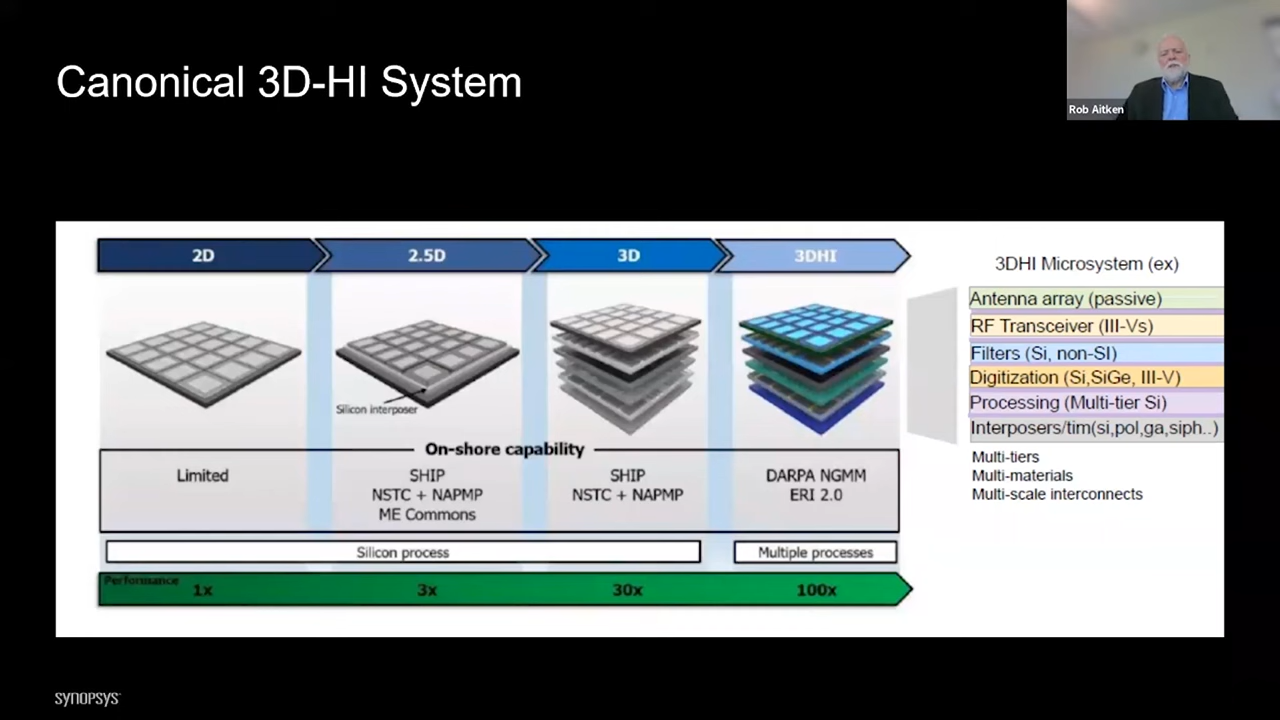 Canonical 3D-HI System
Rob Aitken
2D
2.5D
3D
3DHI
3DHI Microsystem (ex)
Antenna array (passive)
RF Transceiver (III-Vs)
Filters (Si, non-SI)
Digitization (Si,SiGe, III-V)
Processing (Multi-tier Si)
Interposers/tim(si,pol,ga,siph..)
Multi-tiers
Multi-materials
Multi-scale interconnects
Silicon interposer
On-shore capability
Limited
SHIP
NSTC + NAPMP
ME Commons
SHIP
NSTC + NAPMP
DARPA NGMM
ERI 2.0
Silicon process
Multiple processes
Performance
1x
3x
30x
100x
SYNOPSYS